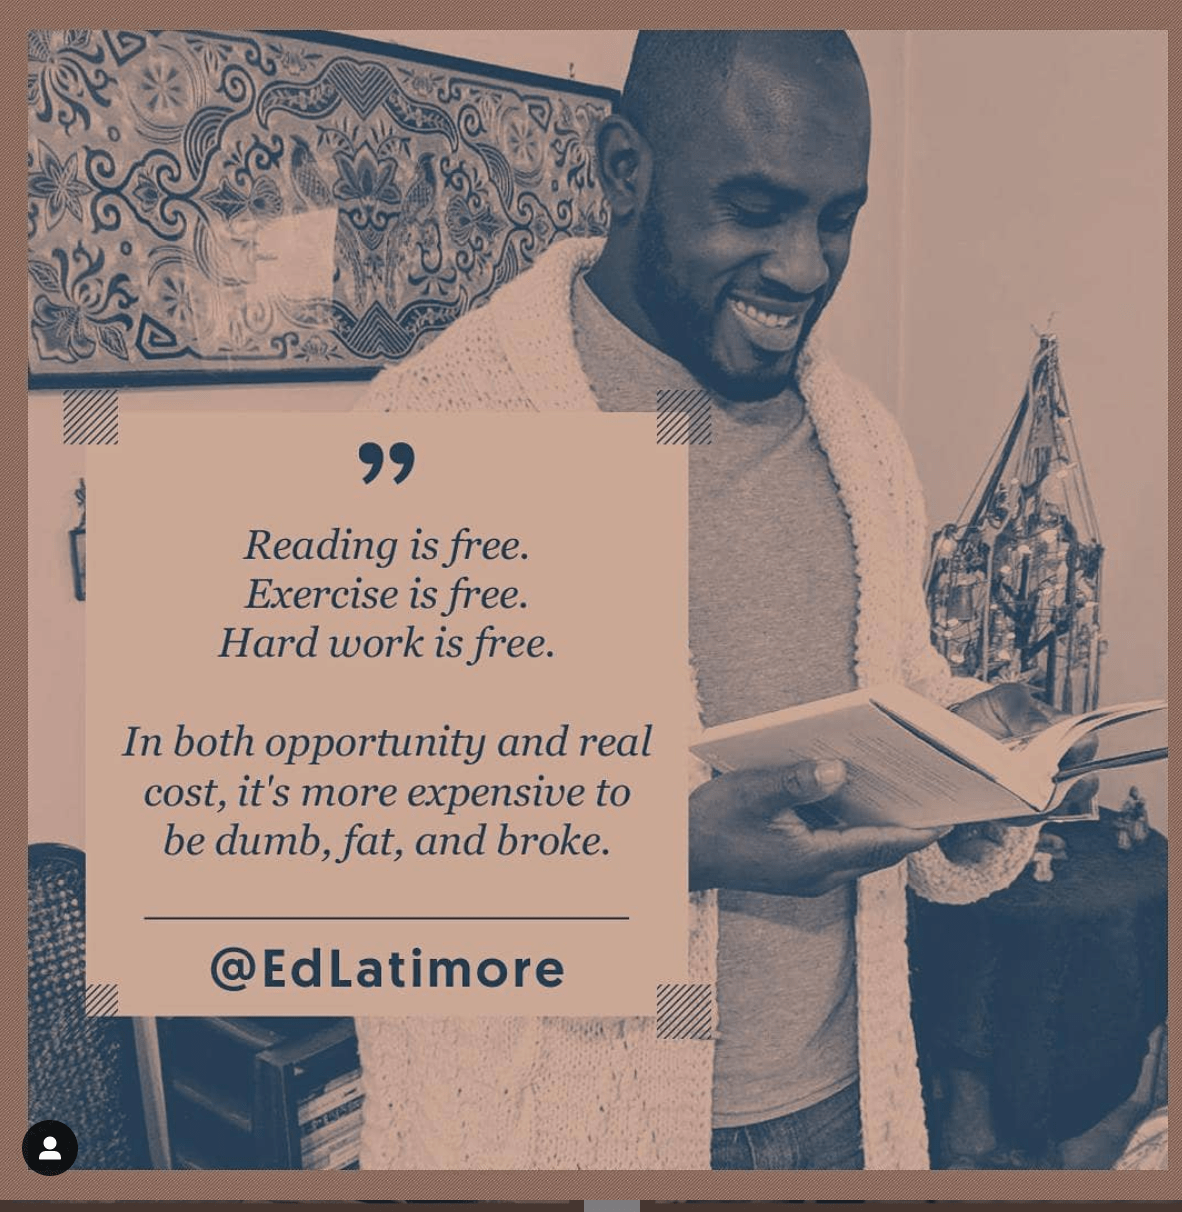 ”
Reading is free.
Exercise is free.
Hard work is free.
In both opportunity and real
cost, it's more expensive to
be dumb, fat, and broke.
@EdLatimore